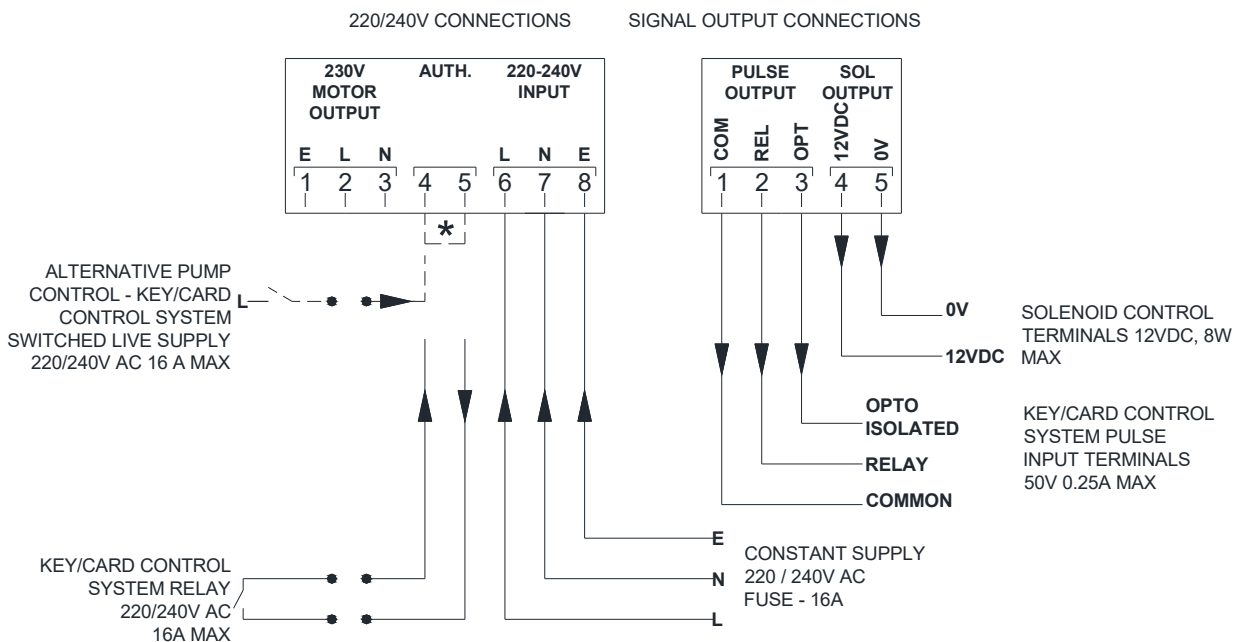 220/240V CONNECTIONS
SIGNAL OUTPUT CONNECTIONS
230V
MOTOR
OUTPUT
AUTH.
220-240V
INPUT
E L N
L N E
1 2 3 4 5 6 7 8
*
PULSE
OUTPUT
SOL
OUTPUT
COM
REL
OPT
12VDC
0V
1 2 3 4 5
ALTERNATIVE PUMP
CONTROL - KEY/CARD
CONTROL SYSTEM
SWITCHED LIVE SUPPLY
220/240V AC 16 A MAX
L
0V
12VDC
SOLENOID CONTROL
TERMINALS 12VDC, 8W
MAX
OPTO
ISOLATED
RELAY
COMMON
KEY/CARD CONTROL
SYSTEM PULSE
INPUT TERMINALS
50V 0.25A MAX
KEY/CARD CONTROL
SYSTEM RELAY
220/240V AC
16A MAX
E
N
L
CONSTANT SUPPLY
220 / 240V AC
FUSE - 16A